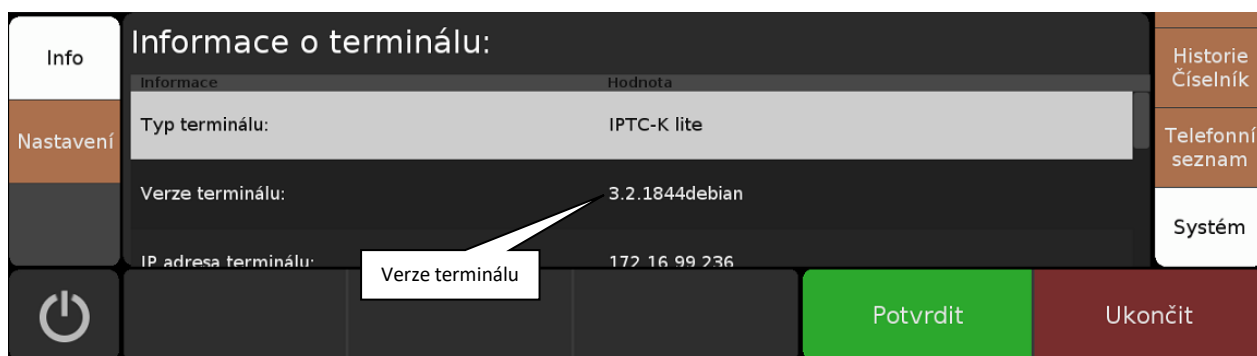 Info
Nastavení
Informace o terminálu:
Informace Hodnota
Typ terminálu: IPTC-K lite
Verze terminálu: 3.2.1844debian
IP adresa terminálu: 172.16.99.236
Verze terminálu
Historie
Číselník
Telefonní
seznam
Systém
Potvrdit
Ukončit